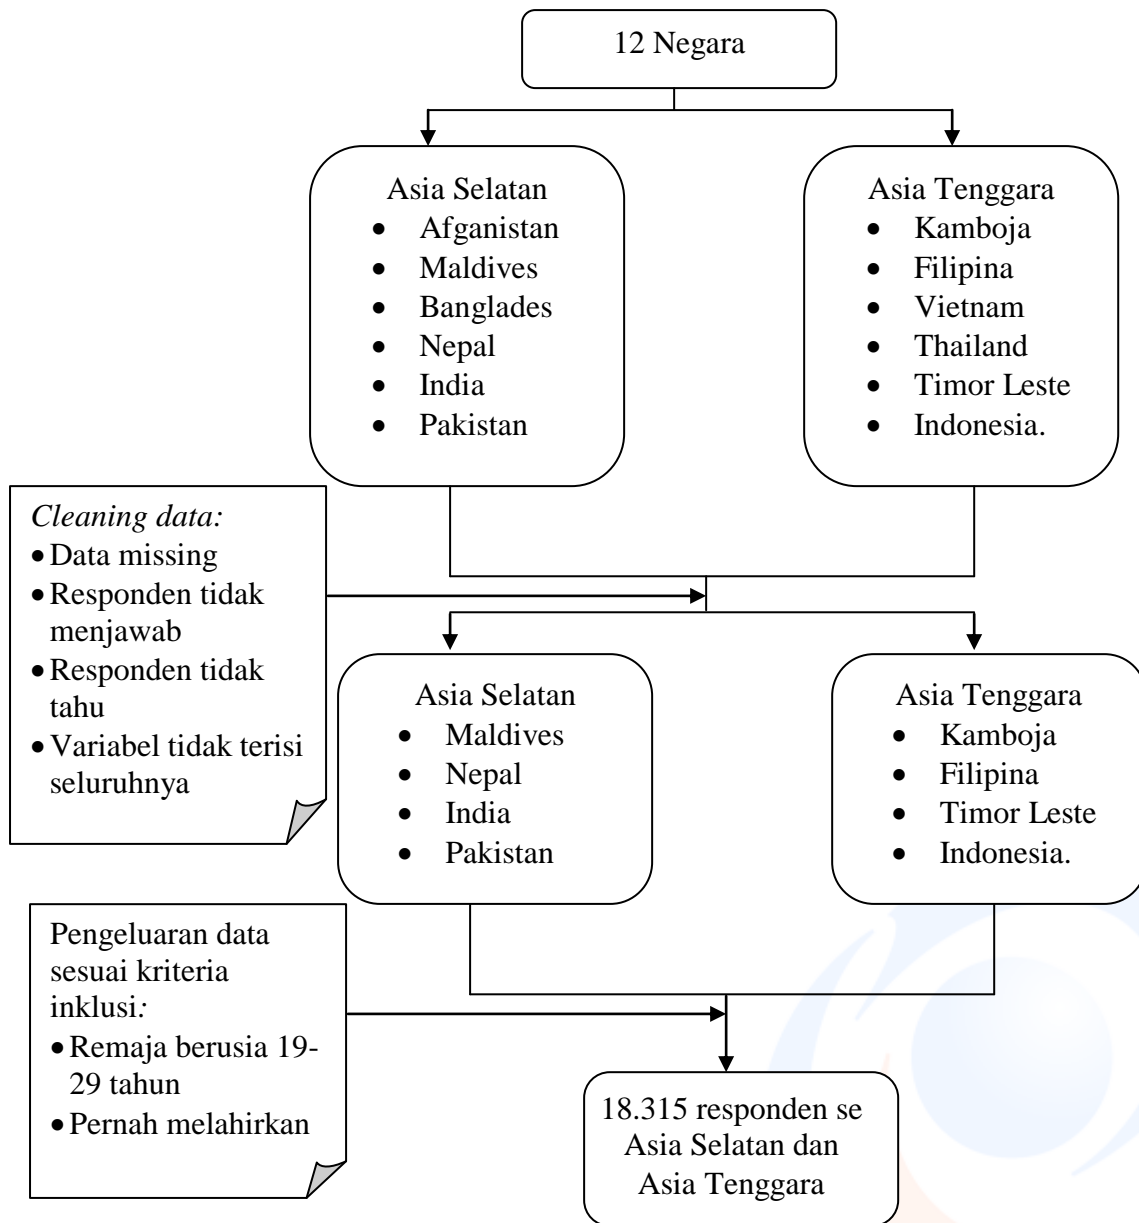 12 Negara
Asia Selatan
• Afganistan
• Maldives
• Banglades
• Nepal
• India
• Pakistan
Asia Tenggara
• Kamboja
• Filipina
• Vietnam
• Thailand
• Timor Leste
• Indonesia.
Cleaning data:
• Data missing
• Responden tidak
menjawab
• Responden tidak
tahu
• Variabel tidak terisi
seluruhnya
Asia Selatan
• Maldives
• Nepal
• India
• Pakistan
Asia Tenggara
• Kamboja
• Filipina
• Timor Leste
• Indonesia.
Pengeluaran data
sesuai kriteria
inklusi:
• Remaja berusia 19-
29 tahun
• Pernah melahirkan
18.315 responden se
Asia Selatan dan
Asia Tenggara